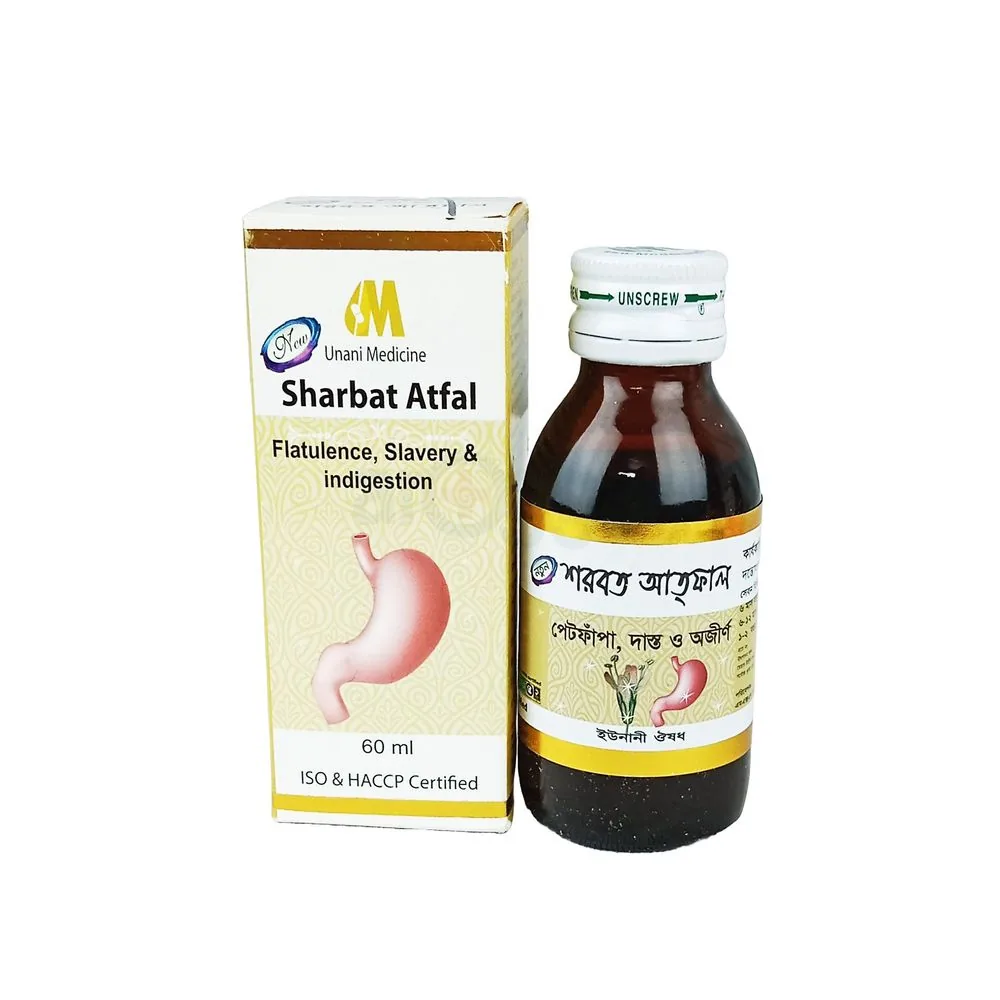 M
New
Unani Medicine
Sharbat Atfal
Flatulence, Slavery &
indigestion
60 ml
ISO & HACCP Certified
UNSCREW
নতুন
শরবত আত্ফাল
পেটফাঁপা, দাস্ত ও অজীর্ণ
ইউনানী ঔষধ